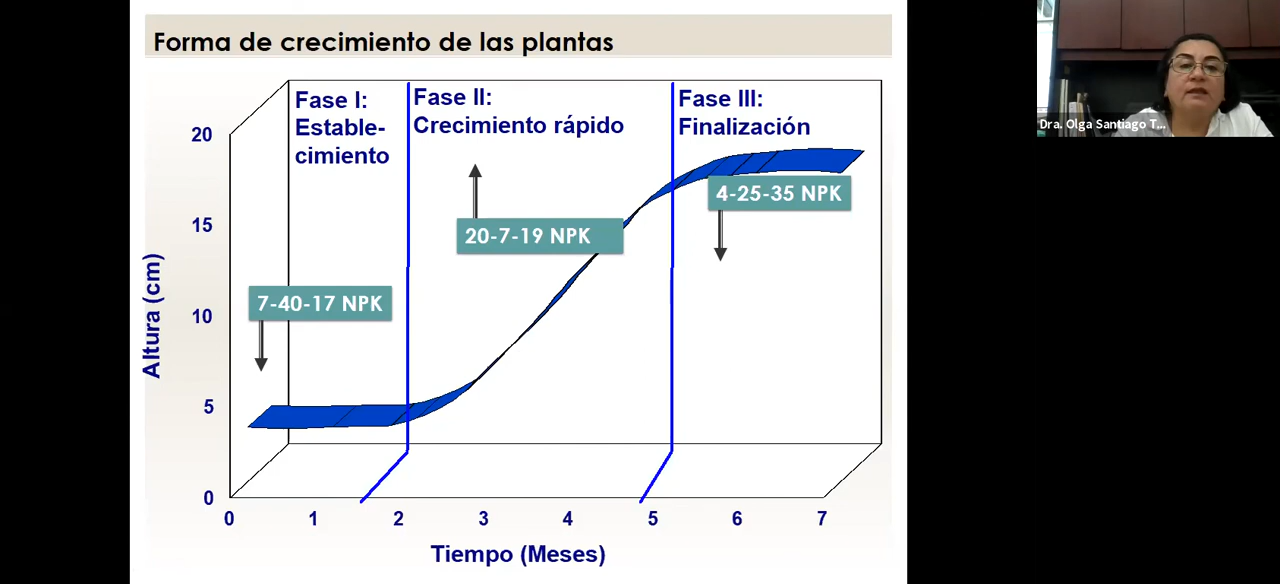 Forma de crecimiento de las plantas
Fase I:
Estable-
cimiento
Fase II:
Crecimiento rápido
Fase III:
Finalización
7-40-17 NPK
20-7-19 NPK
4-25-35 NPK
Altura (cm)
20
15
10
5
0
0 1 2 3 4 5 6 7
Tiempo (Meses)
Dra. Olga Santiago T...